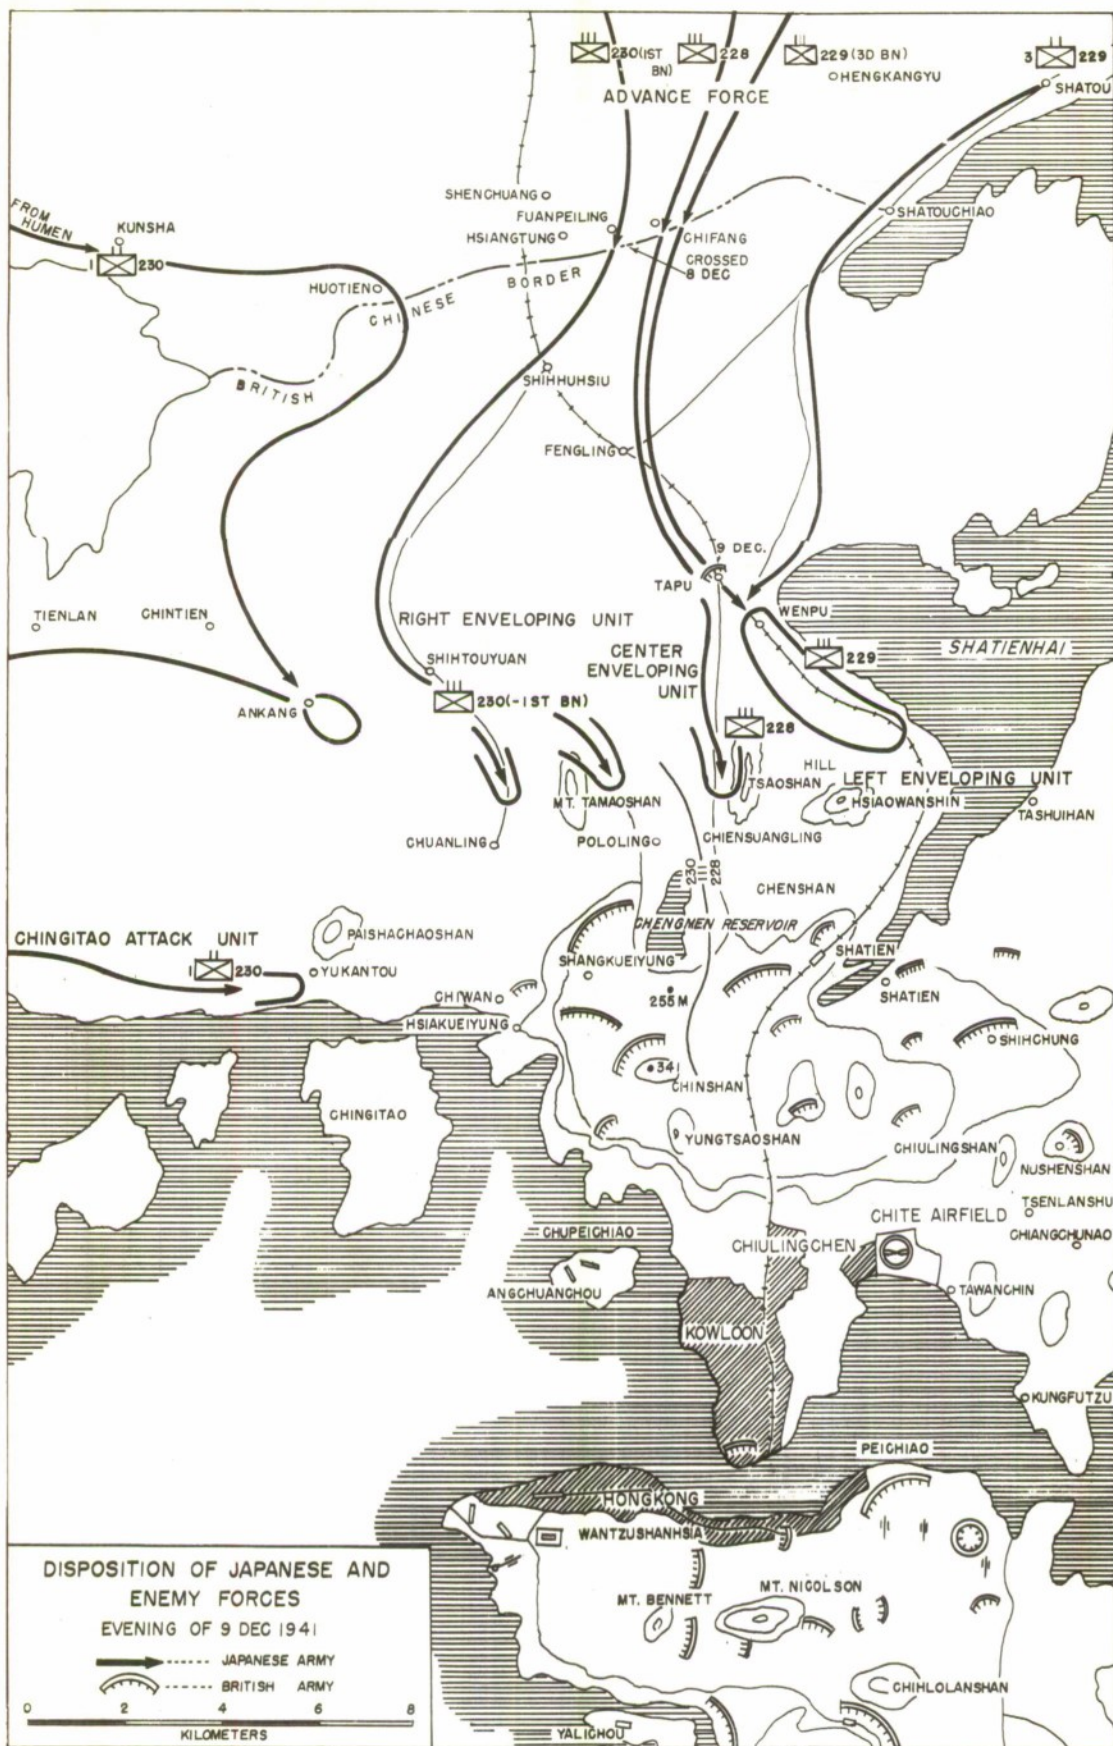 230(1ST BN)
228
229(3D BN)
HENGKANGYU
3 229
SHATOU
ADVANCE FORCE
SHENCHUANG
FUANPEILING
HSIANGTUNG
SHATOUCHIAO
CHIFANG
CROSSED
8 DEC
FROM
HUMEN
KUNSHA
1 230
HUOTIEN
CHINESE BORDER
BRITISH
SHIHHUHSIU
FENGLING
9 DEC.
TAPU
WENPU
TIENLAN
CHINTIEN
RIGHT ENVELOPING UNIT
CENTER
ENVELOPING
UNIT
SHATIENHAI
229
SHIHTOUYUAN
ANKANG
230(-1ST BN)
228
HILL
TSAOSHAN
LEFT ENVELOPING UNIT
MT. TAMAOSHAN
HSIAOWANSHIN
TASHUIHAN
CHUANLING
POLOLING
CHIENSUANGLING
230
III
228
CHENSHAN
CHENGMEN RESERVOIR
CHINGITAO ATTACK UNIT
PAISHACHAOSHAN
SHATIEN
1 230
YUKANTOU
SHANGKUEIYUNG
SHATIEN
CHIWAN
255 M
HSIAKUEIYUNG
SHIHCHUNG
341
CHINSHAN
CHINGITAO
YUNGTSAOSHAN
CHIULINGSHAN
NUSHENSHAN
TSENLANSHU
CHITE AIRFIELD
CHUPEICHIAO
CHIULINGCHEN
CHIANGCHUNAO
ANGCHUANCHOU
TAWANCHIN
KOWLOON
KUNGFUTZU
PEICHIAO
HONGKONG
WANTZUSHANHSIA
MT. BENNETT
MT. NICOLSON
CHIHLOLANSHAN
YALICHOU
DISPOSITION OF JAPANESE AND
ENEMY FORCES
EVENING OF 9 DEC 1941
JAPANESE ARMY
BRITISH ARMY
0 2 4 6 8
KILOMETERS